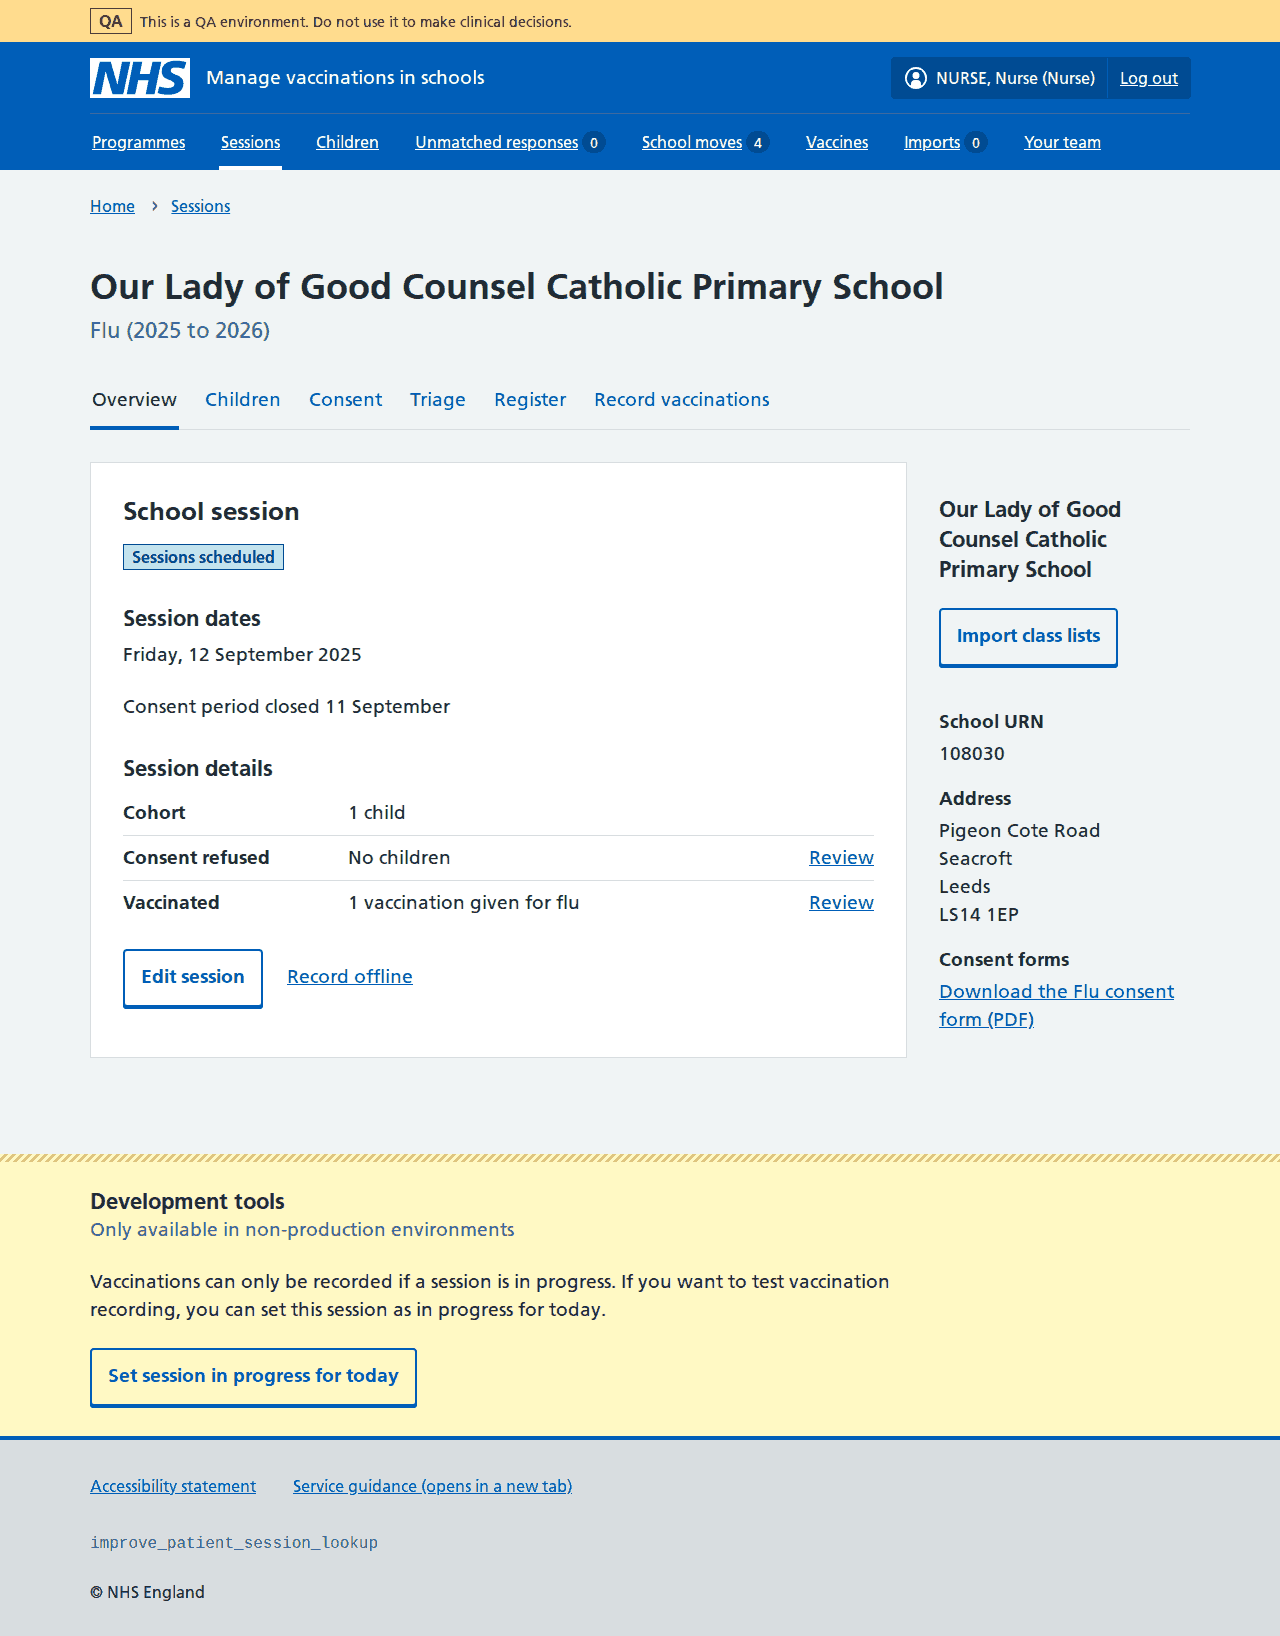 QA This is a QA environment. Do not use it to make clinical decisions.
NHS Manage vaccinations in schools NURSE, Nurse (Nurse) Log out
Programmes Sessions Children Unmatched responses 0 School moves 4 Vaccines Imports 0 Your team
Home › Sessions
Our Lady of Good Counsel Catholic Primary School
Flu (2025 to 2026)
Overview Children Consent Triage Register Record vaccinations
School session
Sessions scheduled
Session dates
Friday, 12 September 2025
Consent period closed 11 September
Session details
Cohort 1 child
Consent refused No children Review
Vaccinated 1 vaccination given for flu Review
Edit session Record offline
Our Lady of Good
Counsel Catholic
Primary School
Import class lists
School URN
108030
Address
Pigeon Cote Road
Seacroft
Leeds
LS14 1EP
Consent forms
Download the Flu consent
form (PDF)
Development tools
Only available in non-production environments
Vaccinations can only be recorded if a session is in progress. If you want to test vaccination
recording, you can set this session as in progress for today.
Set session in progress for today
Accessibility statement Service guidance (opens in a new tab)
improve_patient_session_lookup
© NHS England